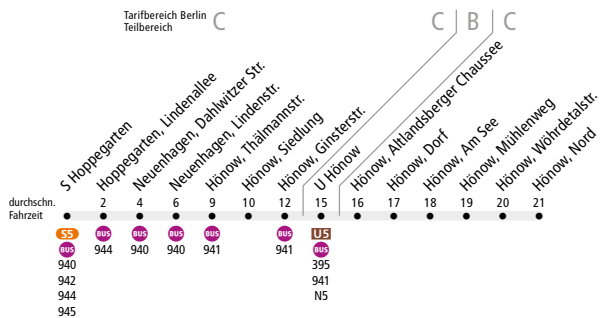 Tarifbereich Berlin
Teilbereich
C C B C
S Hoppegarten
Hoppegarten, Lindenallee
Neuenhagen, Dahlwitzer Str.
Neuenhagen, Lindenstr.
Hönow, Thälmannstr.
Hönow, Siedlung
Hönow, Ginsterstr.
U Hönow
Hönow, Altlandsberger Chaussee
Hönow, Dorf
Hönow, Am See
Hönow, Mühlenweg
Hönow, Wöhrdetalstr.
Hönow, Nord
durchschn.
Fahrzeit
2 4 6 9 10 12 15 16 17 18 19 20 21
S5 BUS BUS BUS BUS BUS U5
BUS 944 940 940 941 941 BUS
940 395
942 941
944 N5
945